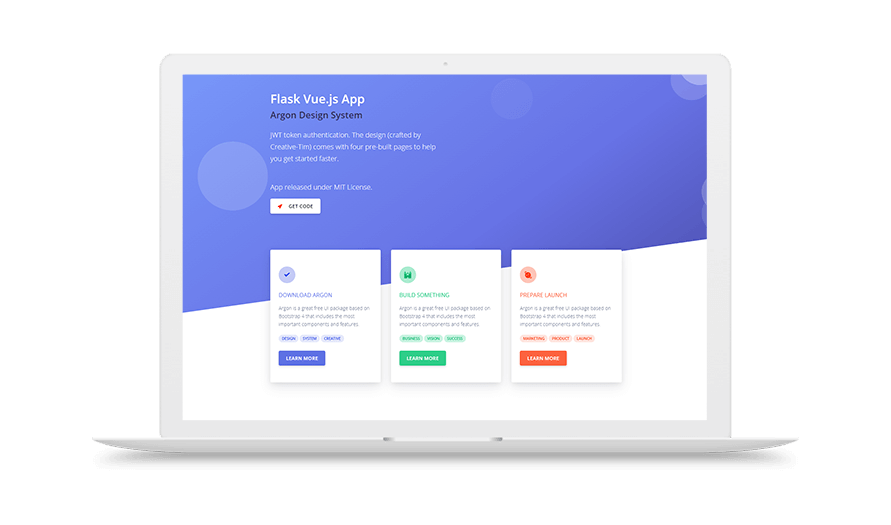 Flask Vue.js App
Argon Design System
JWT token authentication. The design (crafted by
Creative-Tim) comes with four pre-built pages to help
you get started faster.
App released under MIT License.
GET CODE
DOWNLOAD ARGON
Argon is a great free UI package based on
Bootstrap 4 that includes the most
important components and features.
DESIGN SYSTEM CREATIVE
LEARN MORE
BUILD SOMETHING
Argon is a great free UI package based on
Bootstrap 4 that includes the most
important components and features.
BUSINESS VISION SUCCESS
LEARN MORE
PREPARE LAUNCH
Argon is a great free UI package based on
Bootstrap 4 that includes the most
important components and features.
MARKETING PRODUCT LAUNCH
LEARN MORE